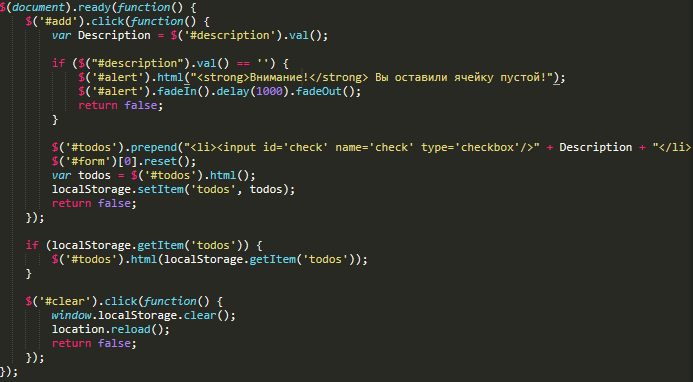 $(document).ready(function() {
$('#add').click(function() {
var Description = $('#description').val();
if ($("#description").val() == '') {
$('#alert').html("<strong>Внимание!</strong> Вы оставили ячейку пустой!");
$('#alert').fadeIn().delay(1000).fadeOut();
return false;
}
$('#todos').prepend("<li><input id='check' name='check' type='checkbox'/>" + Description + "</li>
$('#form')[0].reset();
var todos = $('#todos').html();
localStorage.setItem('todos', todos);
return false;
});
if (localStorage.getItem('todos')) {
$('#todos').html(localStorage.getItem('todos'));
}
$('#clear').click(function() {
window.localStorage.clear();
location.reload();
return false;
});
});